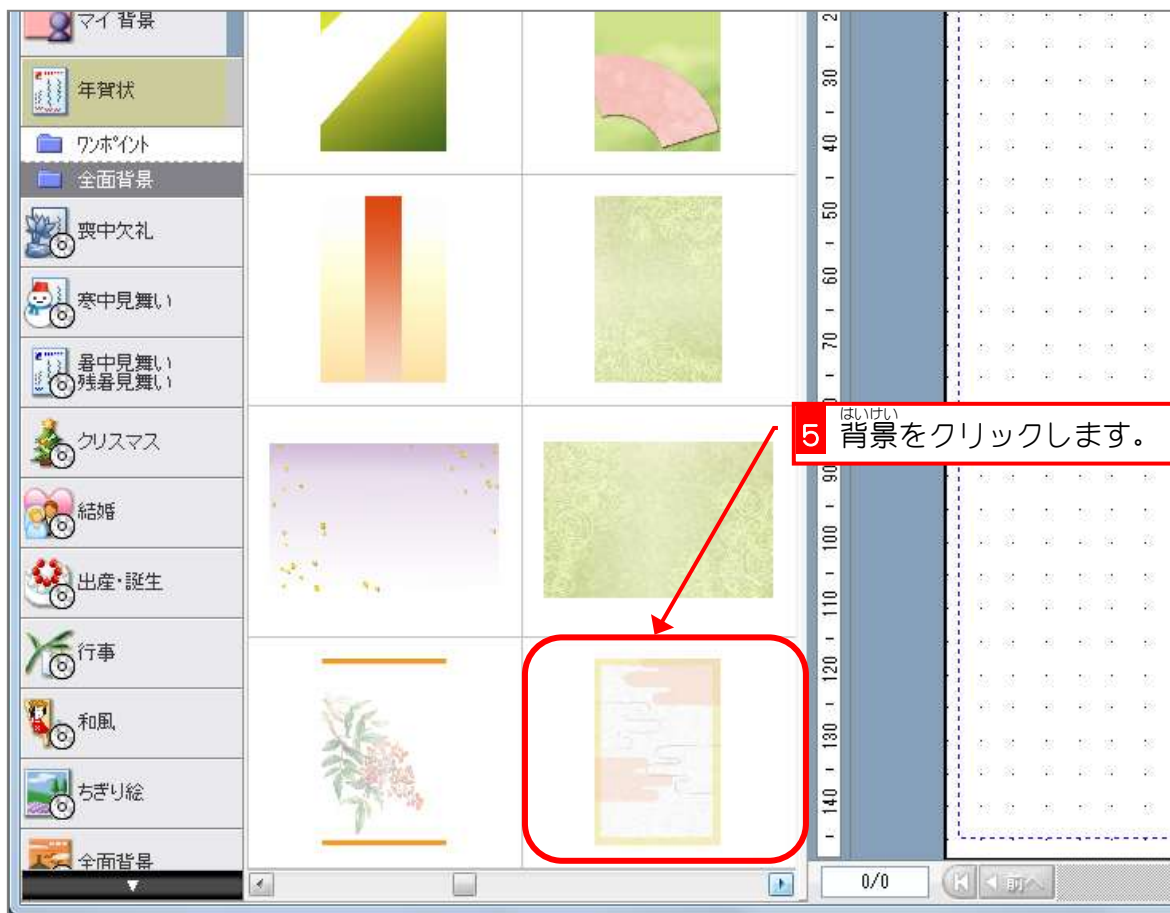 マイ 背景
年賀状
ワンポイント
全面背景
喪中欠礼
寒中見舞い
暑中見舞い
残暑見舞い
クリスマス
結婚
出産・誕生
行事
和風
ちぎり絵
全面背景
30
40
50
60
70
90
100
110
120
130
140
5 背景をクリックします。
はいけい
0/0
前へ